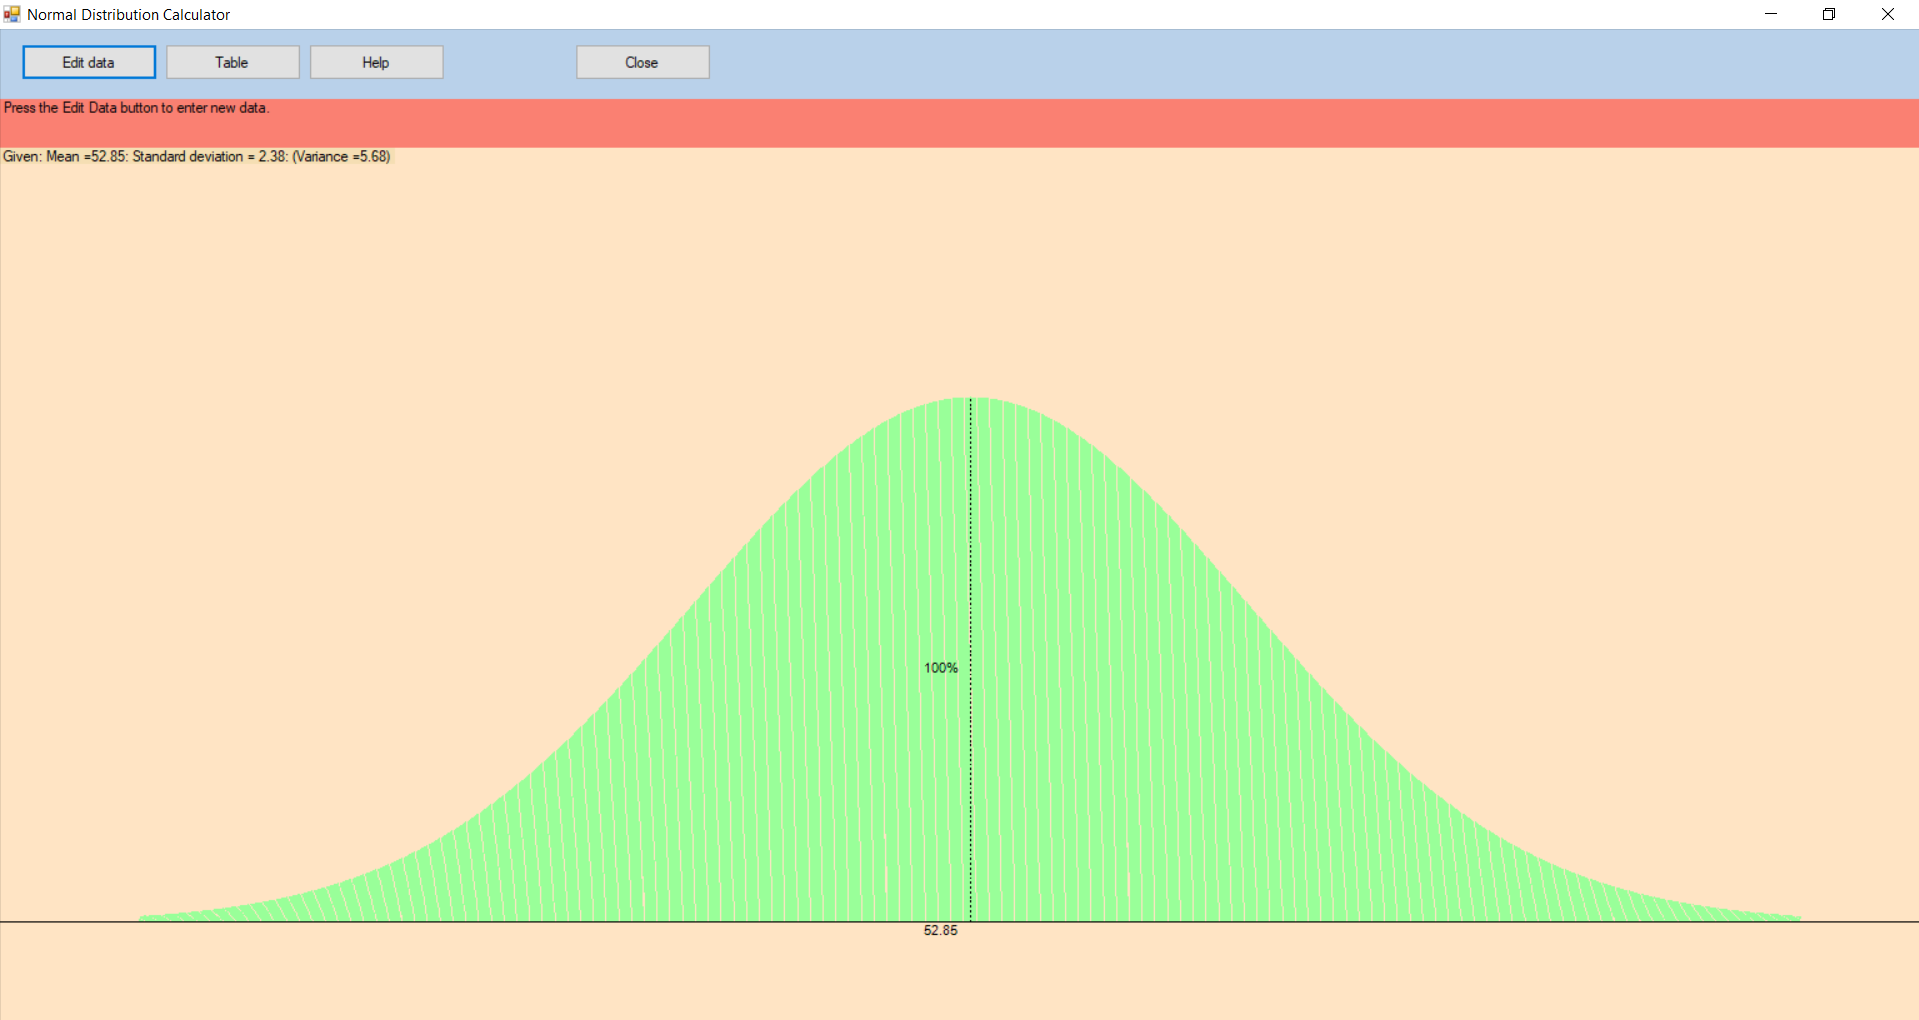 Normal Distribution Calculator
Edit data Table Help Close
Press the Edit Data button to enter new data.
Given: Mean =52.85: Standard deviation = 2.38: (Variance =5.68)
100%
52.85